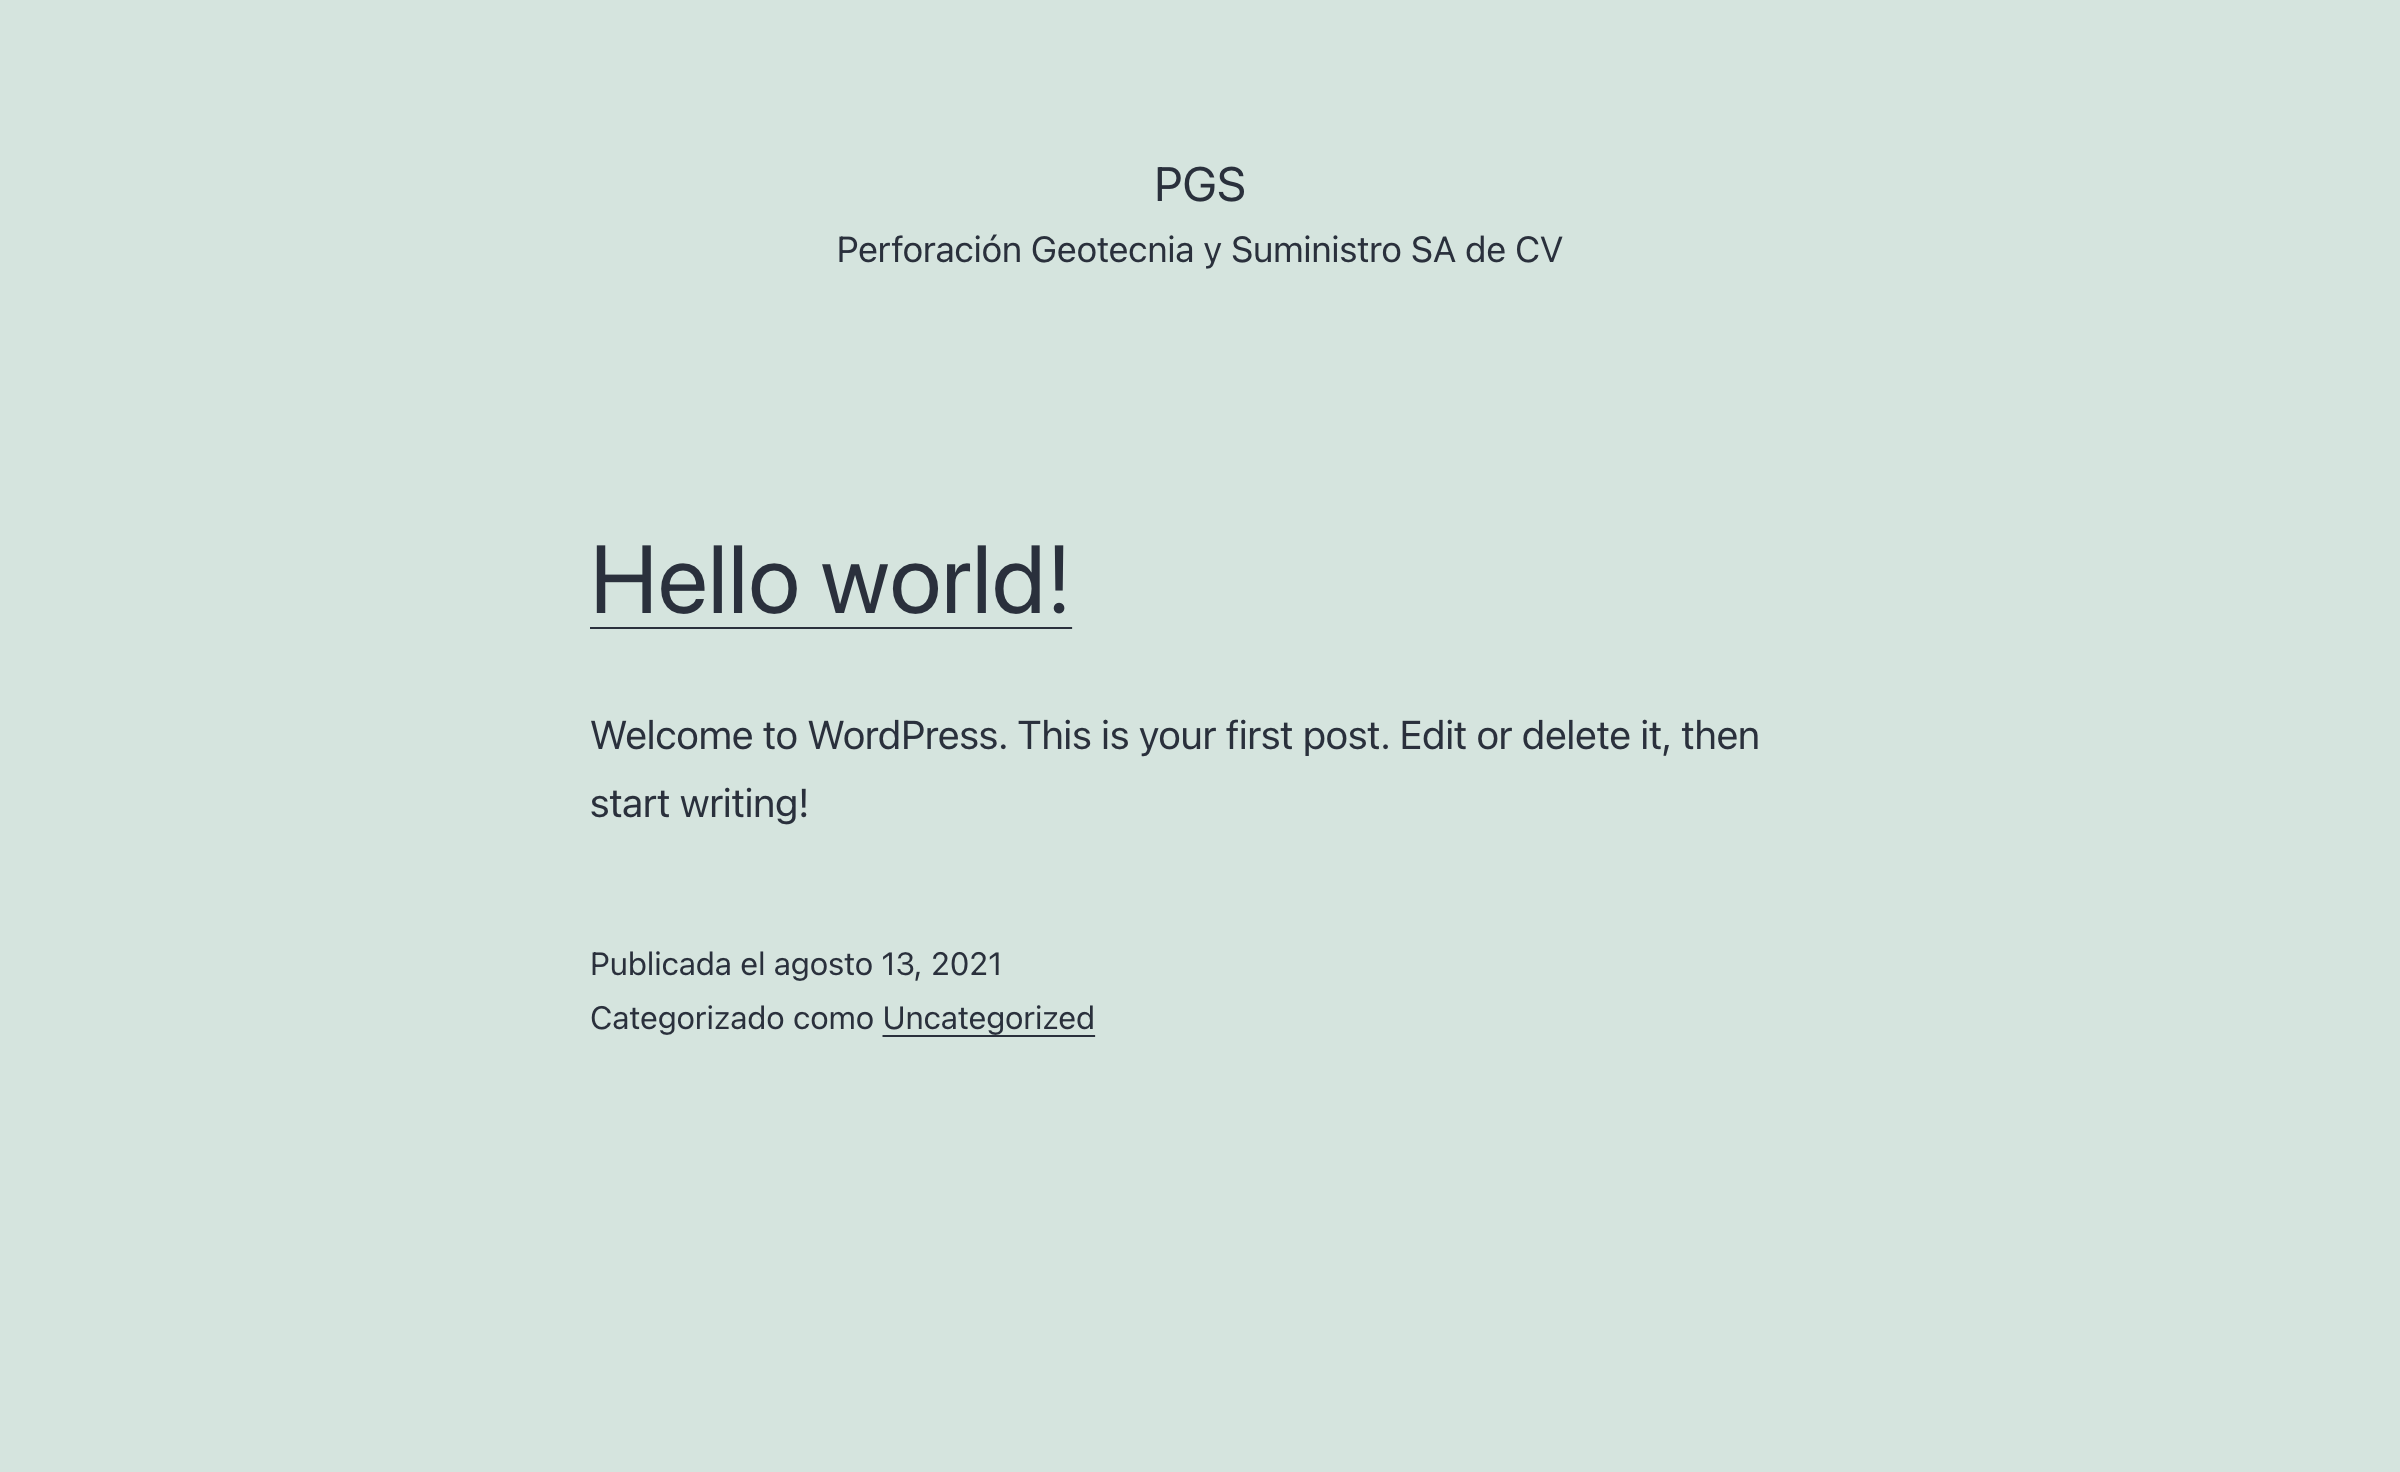 PGS
Perforación Geotecnia y Suministro SA de CV
Hello world!
Welcome to WordPress. This is your first post. Edit or delete it, then
start writing!
Publicada el agosto 13, 2021
Categorizado como Uncategorized